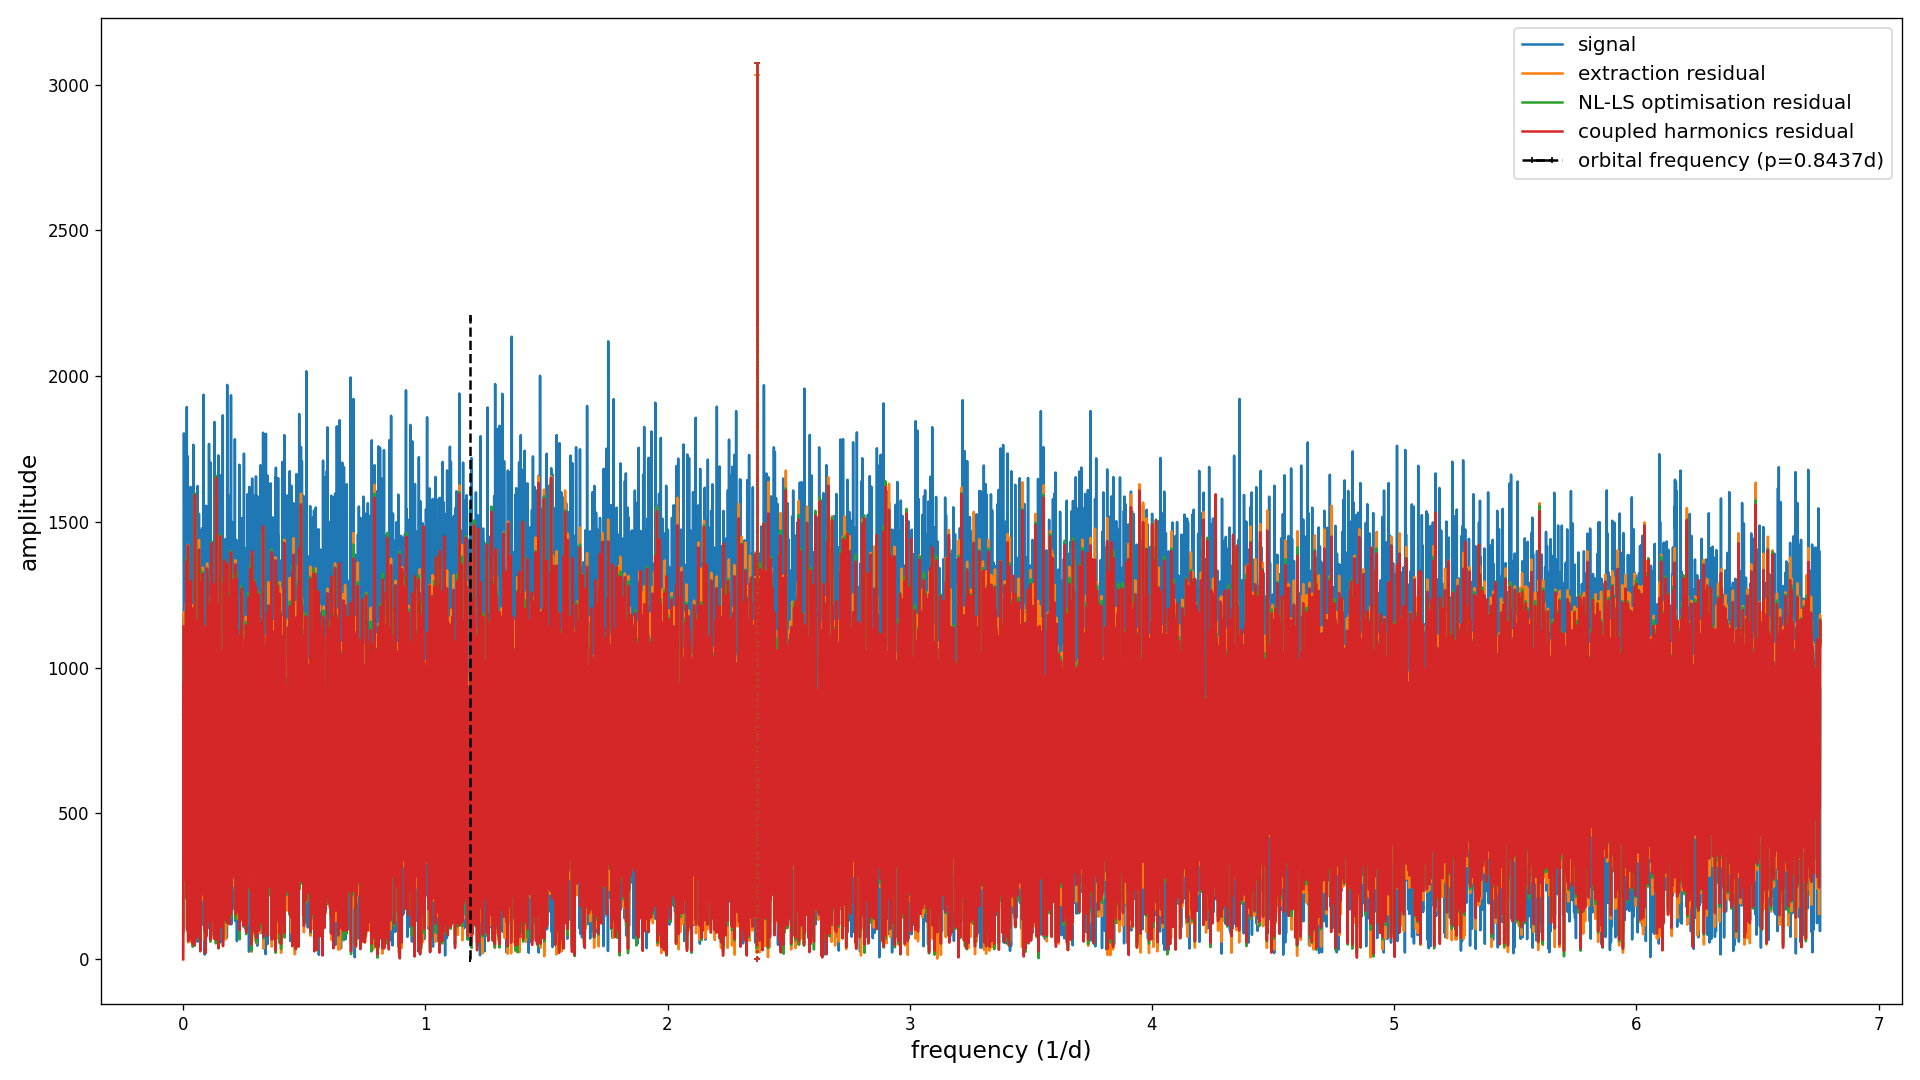 signal
extraction residual
NL-LS optimisation residual
coupled harmonics residual
orbital frequency (p=0.8437d)
3000
2500
2000
1500
1000
500
0
amplitude
0 1 2 3 4 5 6 7
frequency (1/d)